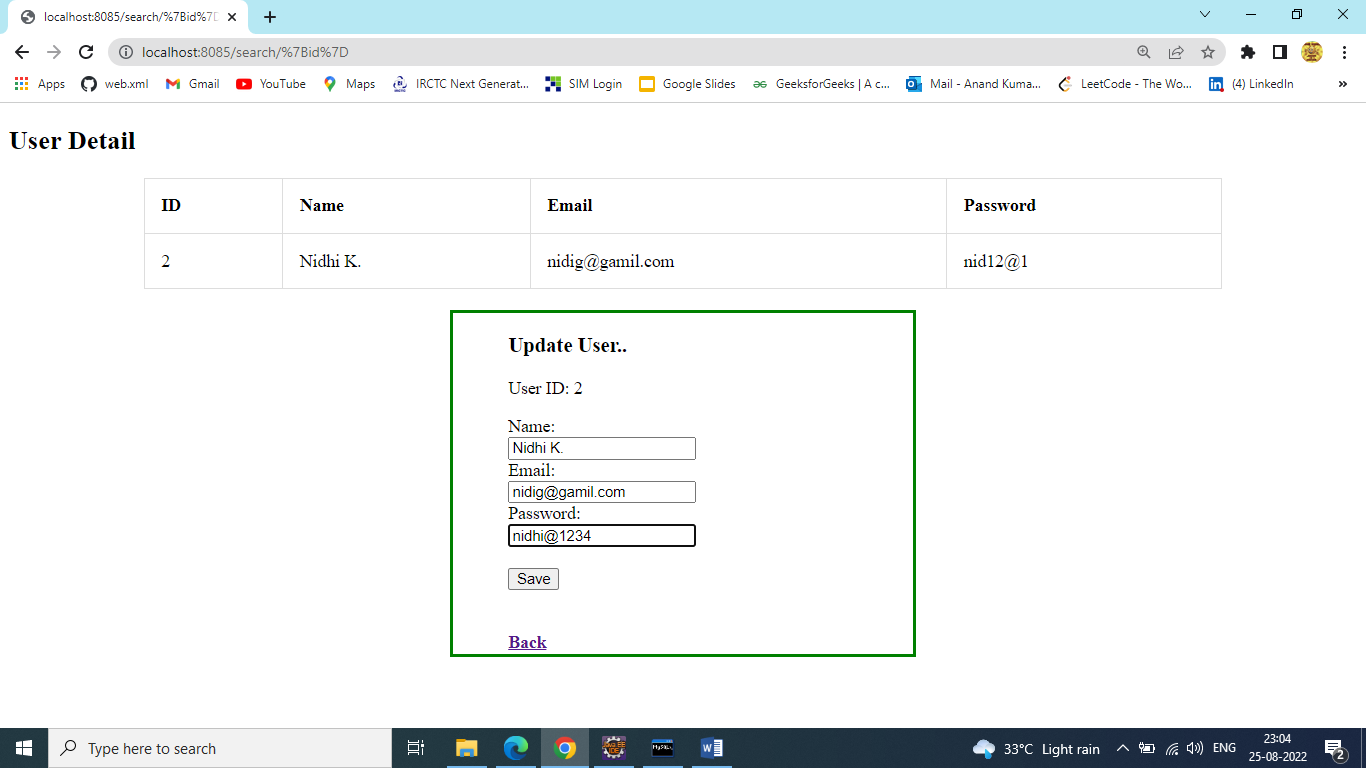 localhost:8085/search/%7Bid%7D
localhost:8085/search/%7Bid%7D
Apps web.xml Gmail YouTube Maps IRCTC Next Generat... SIM Login Google Slides GeeksforGeeks | A c... Mail - Anand Kuma... LeetCode - The Wo... (4) LinkedIn »
User Detail
ID Name Email Password
2 Nidhi K. nidig@gamil.com nid12@1
Update User..
User ID: 2
Name:
Nidhi K.
Email:
nidig@gamil.com
Password:
nidhi@1234
Save
Back
Type here to search
33°C Light rain ENG 23:04
25-08-2022 2